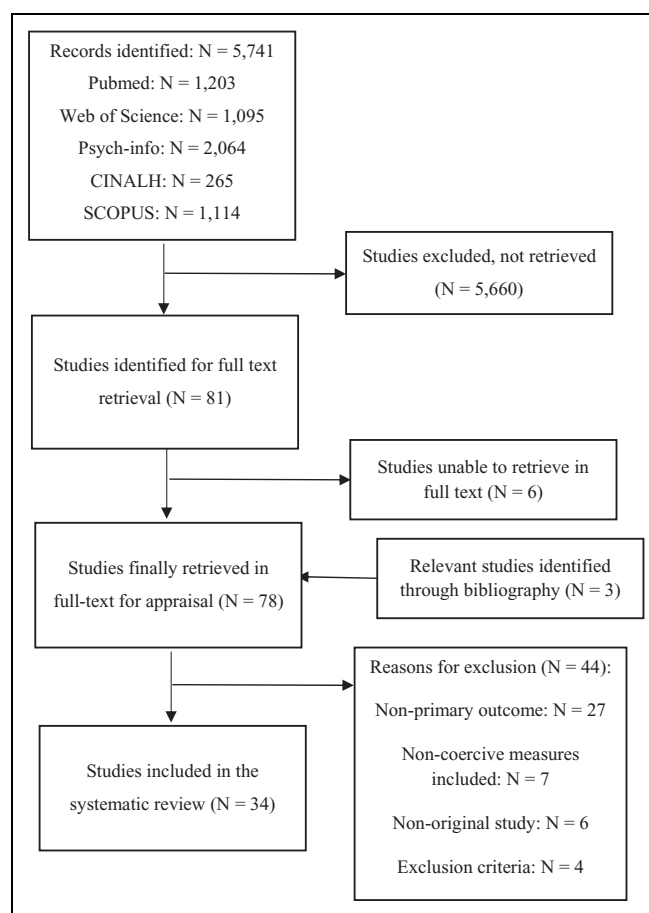 Records identified: N = 5,741
Pubmed: N = 1,203
Web of Science: N = 1,095
Psych-info: N = 2,064
CINALH: N = 265
SCOPUS: N = 1,114
Studies excluded, not retrieved
(N = 5,660)
Studies identified for full text
retrieval (N = 81)
Studies unable to retrieve in
full text (N = 6)
Studies finally retrieved in
full-text for appraisal (N = 78)
Relevant studies identified
through bibliography (N = 3)
Reasons for exclusion (N = 44):
Non-primary outcome: N = 27
Non-coercive measures
included: N = 7
Non-original study: N = 6
Exclusion criteria: N = 4
Studies included in the
systematic review (N = 34)